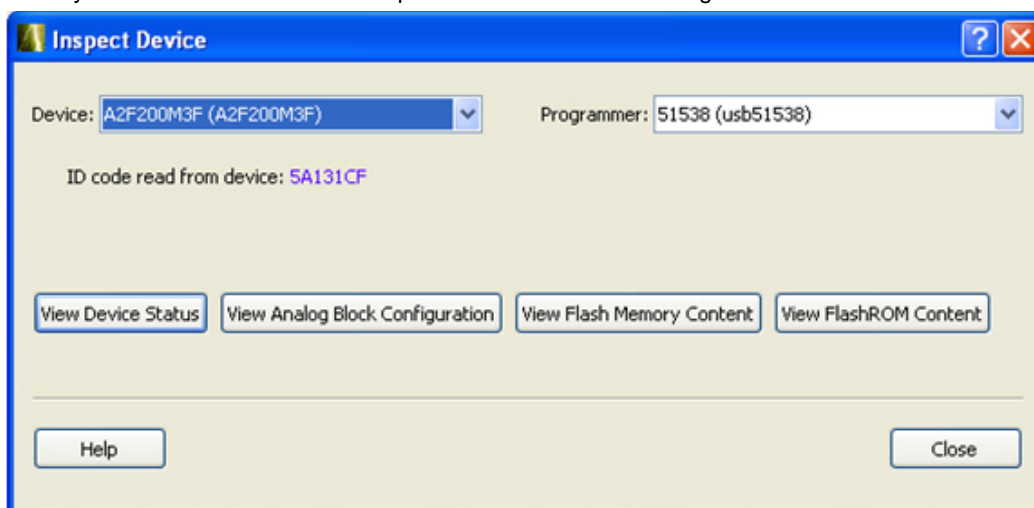 Inspect Device
Device: A2F200M3F (A2F200M3F) Programmer: 51538 (usb51538)
ID code read from device: 5A131CF
View Device Status View Analog Block Configuration View Flash Memory Content View FlashROM Content
Help Close